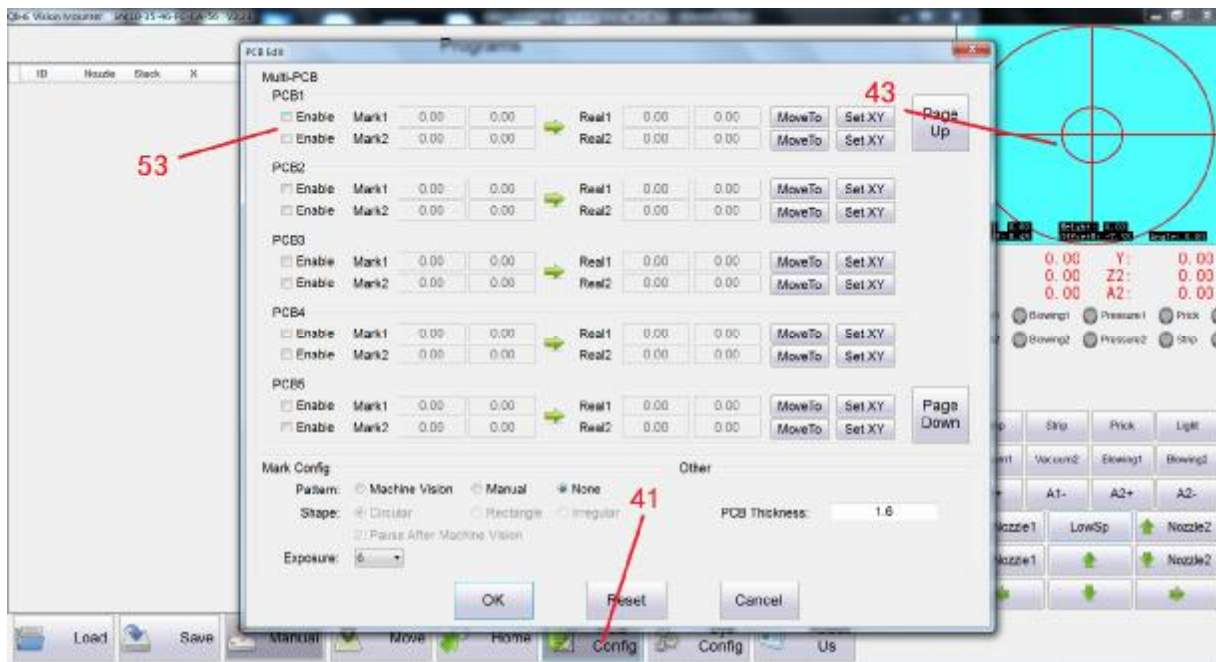 Programs
ID Nozzle Stack X
PCB Edit
Multi-PCB
PCB1
Enable Mark1 0.00 0.00 Real1 0.00 0.00 MoveTo Set XY
Enable Mark2 0.00 0.00 Real2 0.00 0.00 MoveTo Set XY
Page Up
43
53
PCB2
Enable Mark1 0.00 0.00 Real1 0.00 0.00 MoveTo Set XY
Enable Mark2 0.00 0.00 Real2 0.00 0.00 MoveTo Set XY
PCB3
Enable Mark1 0.00 0.00 Real1 0.00 0.00 MoveTo Set XY
Enable Mark2 0.00 0.00 Real2 0.00 0.00 MoveTo Set XY
PCB4
Enable Mark1 0.00 0.00 Real1 0.00 0.00 MoveTo Set XY
Enable Mark2 0.00 0.00 Real2 0.00 0.00 MoveTo Set XY
PCB5
Enable Mark1 0.00 0.00 Real1 0.00 0.00 MoveTo Set XY
Enable Mark2 0.00 0.00 Real2 0.00 0.00 MoveTo Set XY
Page Down
Mark Config
Pattern: Machine Vision Manual None
Shape: Circular Rectangle Irregular
Pause After Machine Vision
Exposure: 6
Other
PCB Thickness: 1.6
41
OK Reset Cancel
0.00 Y: 0.00
0.00 Z2: 0.00
0.00 A2: 0.00
Blowing1 Pressure1 Prick
Blowing2 Pressure2 Strip
Strip Prick Light
Vacuum2 Blowing1 Blowing2
A1- A2+ A2-
Nozzle1 LowSp Nozzle2
Nozzle1 Nozzle2
Load Save Manual Move Home Config Config Us